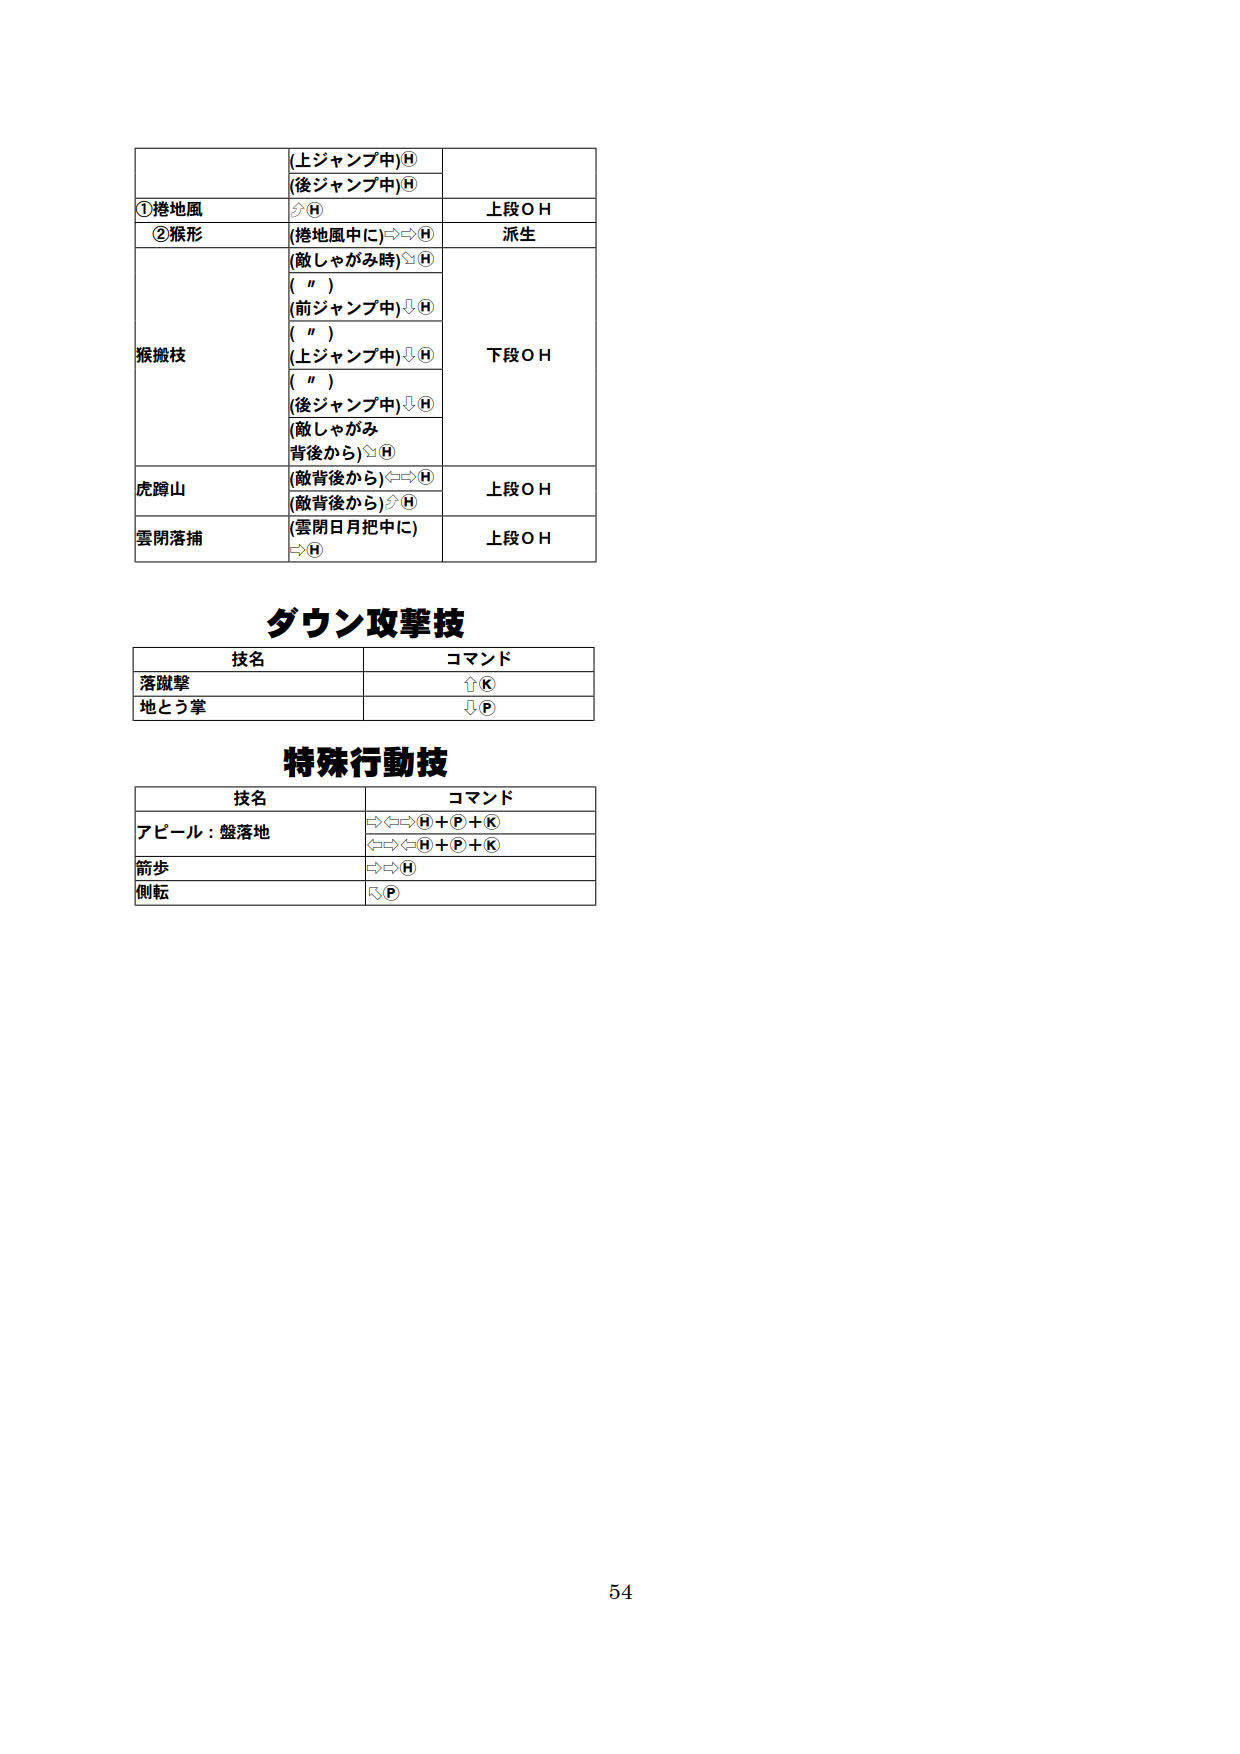 (上ジャンプ中)Ⓗ
(後ジャンプ中)Ⓗ
①捲地風 ⬀Ⓗ 上段ＯＨ
②猴形 (捲地風中に)⇨⇨Ⓗ 派生
(敵しゃがみ時)⬂Ⓗ
( 〃 )
(前ジャンプ中)⇩Ⓗ
( 〃 )
猴搬枝 (上ジャンプ中)⇩Ⓗ 下段ＯＨ
( 〃 )
(後ジャンプ中)⇩Ⓗ
(敵しゃがみ
背後から)⬂Ⓗ
虎蹲山 (敵背後から)⇦⇨Ⓗ 上段ＯＨ
(敵背後から)⬀Ⓗ
雲閉落捕 (雲閉日月把中に) 上段ＯＨ
⇨Ⓗ
ダウン攻撃技
技名 コマンド
落蹴撃 ⇧Ⓚ
地とう掌 ⇩Ⓟ
特殊行動技
技名 コマンド
アピール：盤落地 ⇨⇦⇨Ⓗ＋Ⓟ＋Ⓚ
⇦⇨⇦Ⓗ＋Ⓟ＋Ⓚ
箭歩 ⇨⇨Ⓗ
側転 ⬁Ⓟ
54